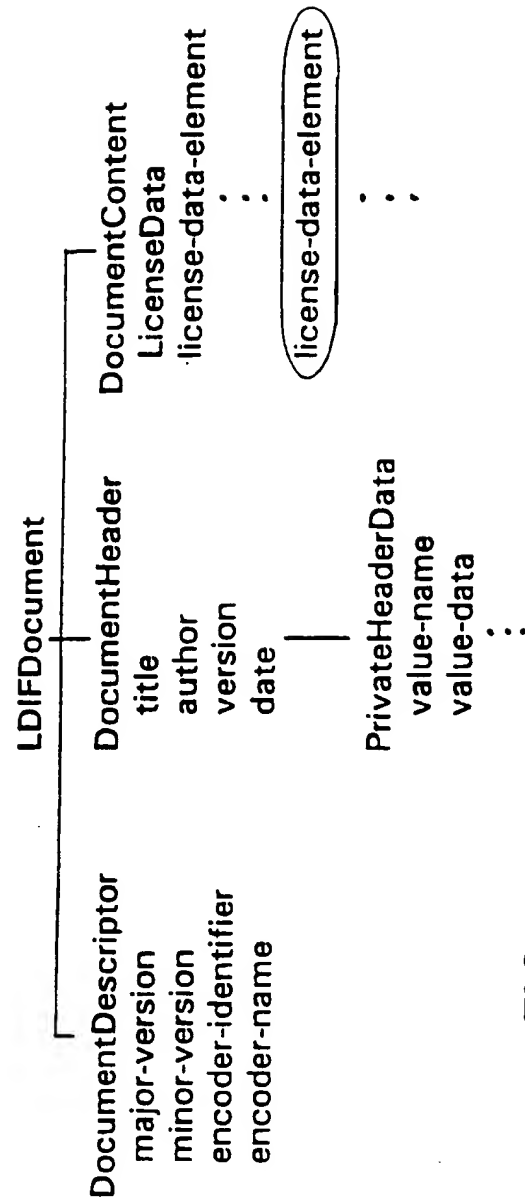 LDIFDocument
DocumentDescriptor
major-version
minor-version
encoder-identifier
encoder-name
DocumentHeader
title
author
version
date
PrivateHeaderData
value-name
value-data
DocumentContent
LicenseData
license-data-element
license-data-element